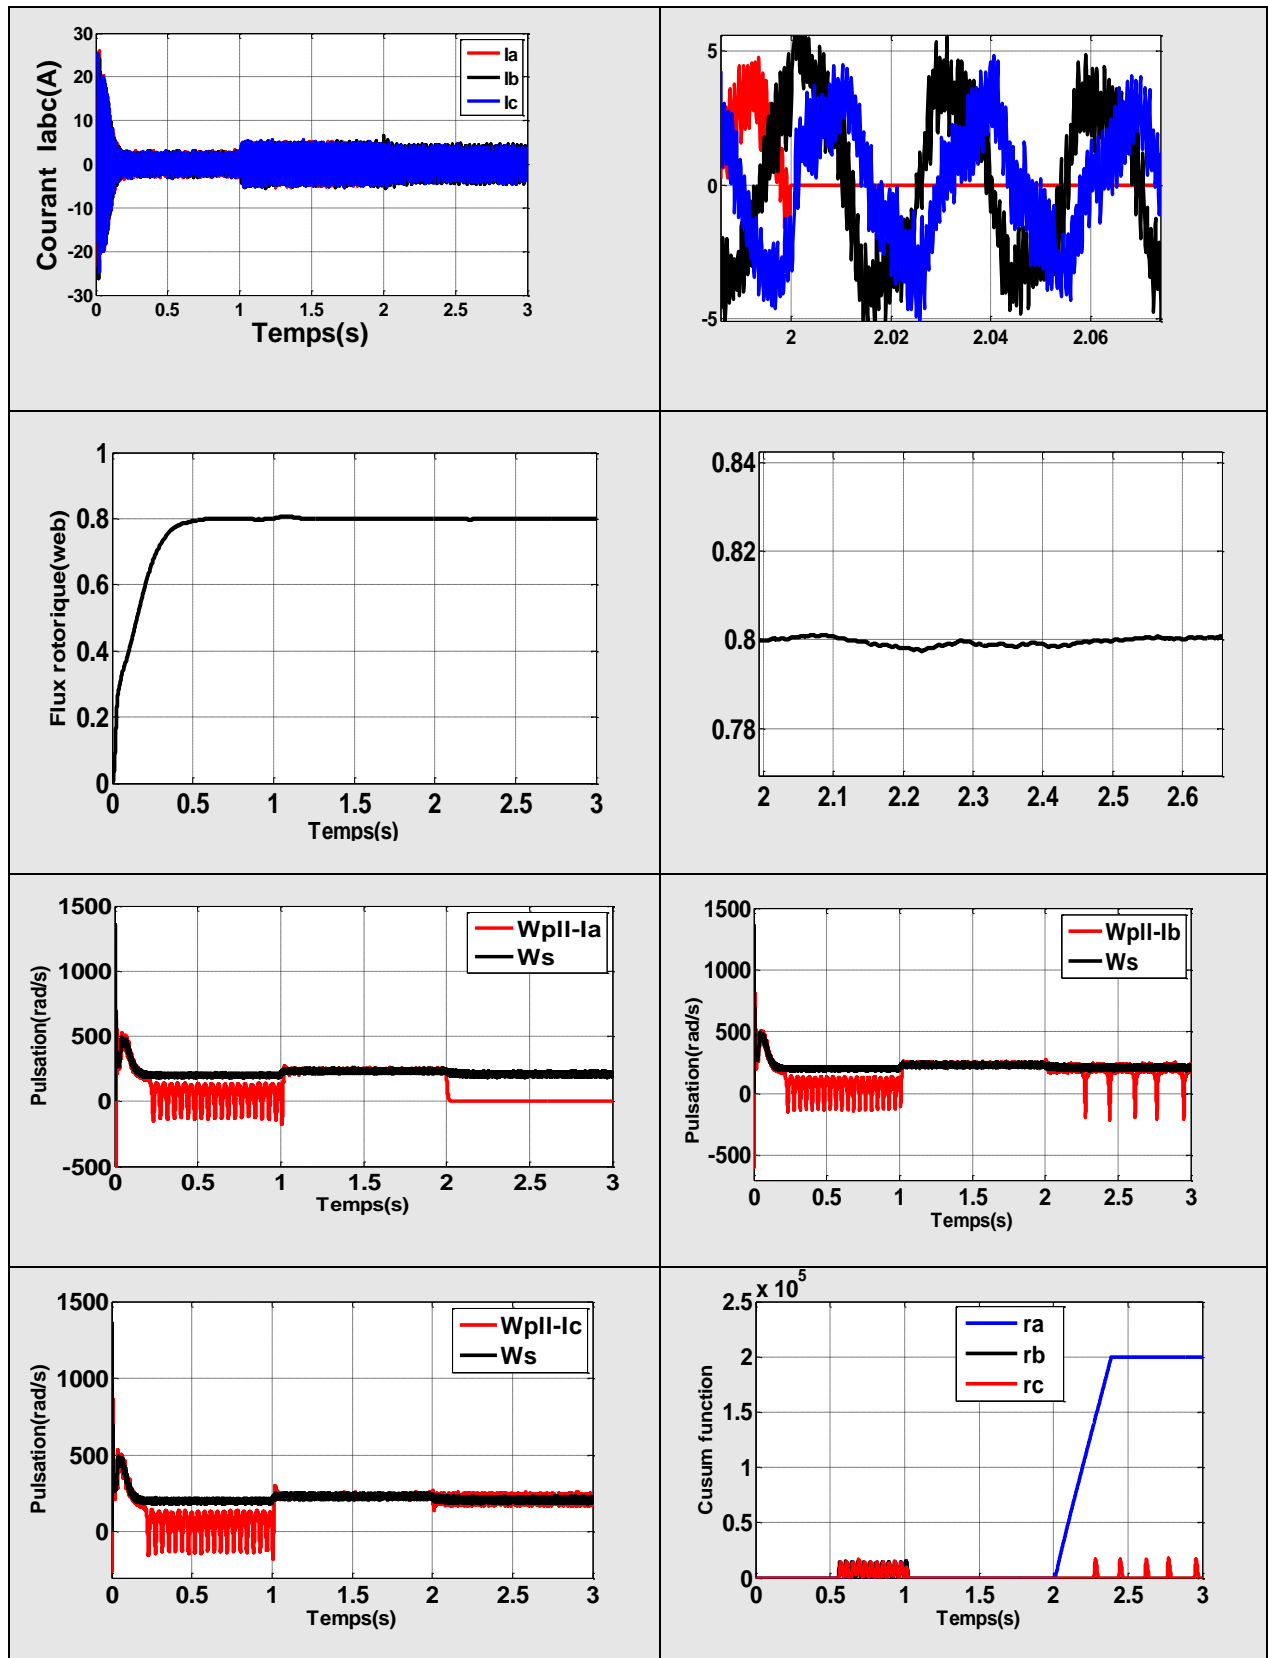 30
20
10
0
-10
-20
-30
0 0.5 1 1.5 2 2.5 3
Courant Iabc(A)
Temps(s)
Ia
Ib
Ic
5
0
-5
2 2.02 2.04 2.06
1
0.8
0.6
0.4
0.2
0
0 0.5 1 1.5 2 2.5 3
Flux rotorique(web)
Temps(s)
0.84
0.82
0.8
0.78
2 2.1 2.2 2.3 2.4 2.5 2.6
1500
1000
500
0
-500
0 0.5 1 1.5 2 2.5 3
Pulsation(rad/s)
Temps(s)
Wpll-Ia
Ws
1500
1000
500
0
-500
0 0.5 1 1.5 2 2.5 3
Pulsation(rad/s)
Temps(s)
Wpll-Ib
Ws
1500
1000
500
0
0 0.5 1 1.5 2 2.5 3
Pulsation(rad/s)
Temps(s)
Wpll-Ic
Ws
x 10^5
2.5
2
1.5
1
0.5
0
0 0.5 1 1.5 2 2.5 3
Cusum function
Temps(s)
ra
rb
rc